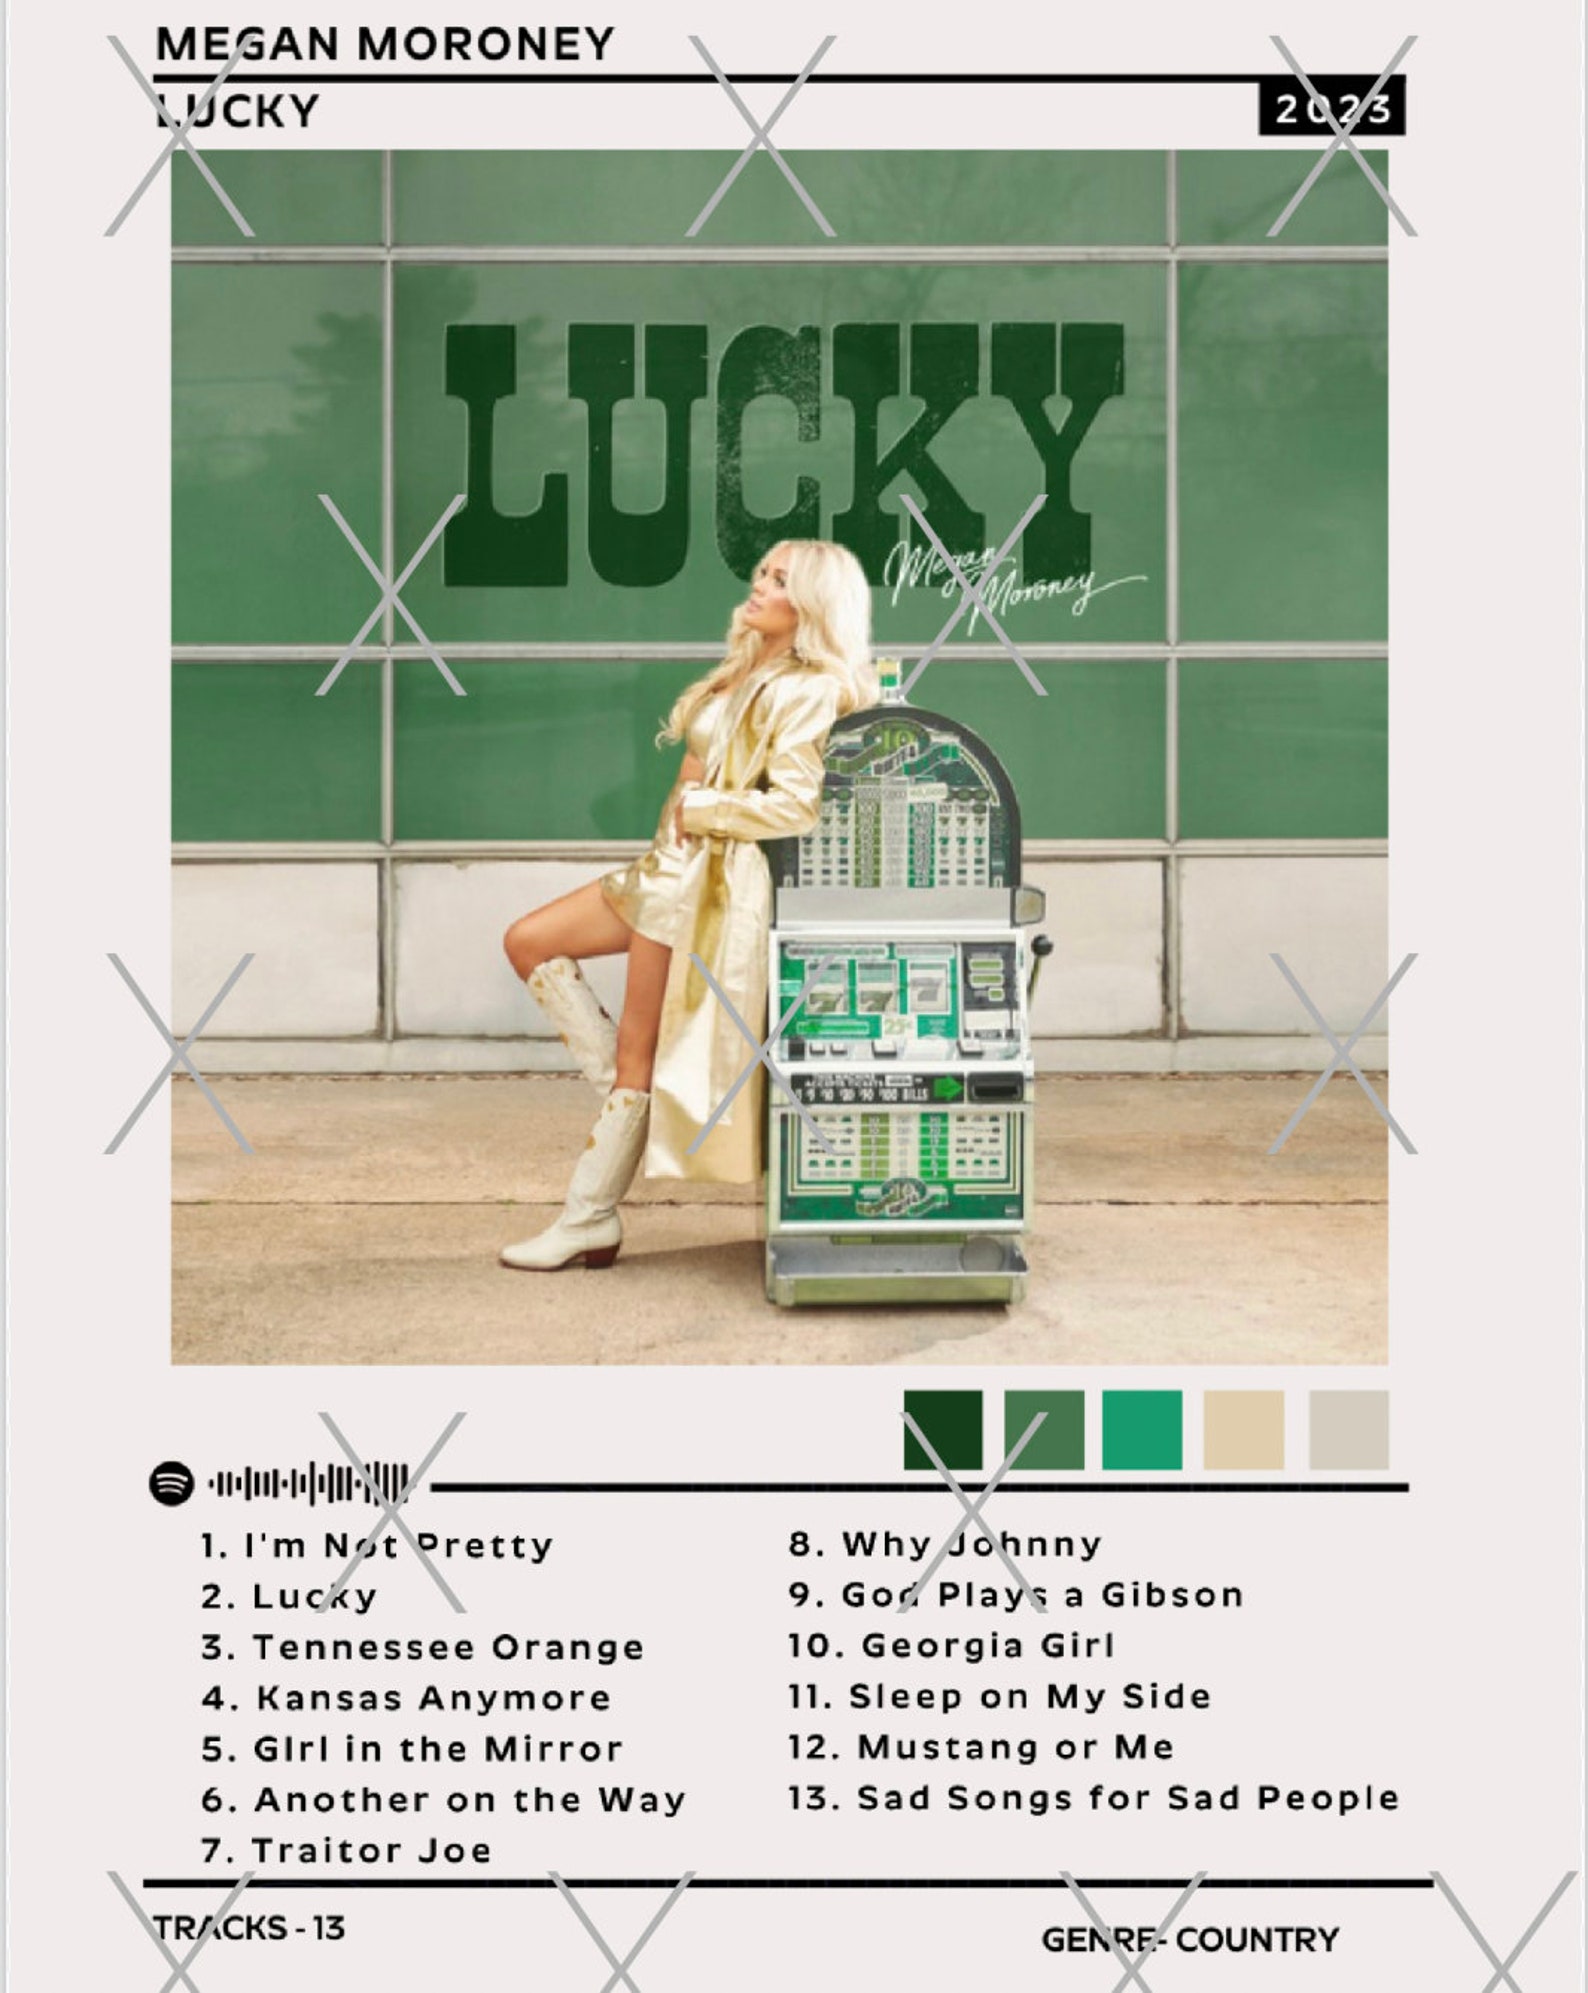 MEGAN MORONEY
LUCKY
2023
LUCKY
Megan
Moroney
25¢
1. I'm Not Pretty
2. Lucky
3. Tennessee Orange
4. Kansas Anymore
5. GIrl in the Mirror
6. Another on the Way
7. Traitor Joe
8. Why Johnny
9. God Plays a Gibson
10. Georgia Girl
11. Sleep on My Side
12. Mustang or Me
13. Sad Songs for Sad People
TRACKS - 13
GENRE- COUNTRY